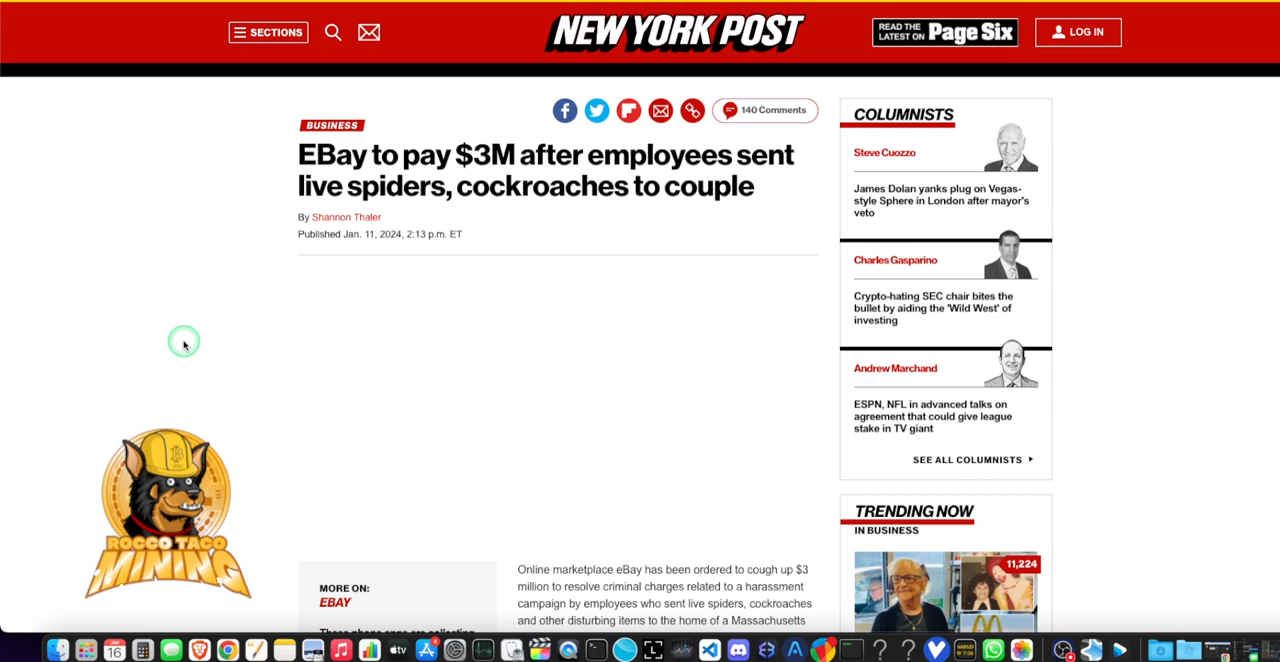 SECTIONS
NEW YORK POST
READ THE
LATEST ON
Page Six
LOG IN
140 Comments
BUSINESS
EBay to pay $3M after employees sent
live spiders, cockroaches to couple
By Shannon Thaler
Published Jan. 11, 2024, 2:13 p.m. ET
COLUMNISTS
Steve Cuozzo
James Dolan yanks plug on Vegas-
style Sphere in London after mayor's
veto
Charles Gasparino
Crypto-hating SEC chair bites the
bullet by aiding the 'Wild West' of
investing
Andrew Marchand
ESPN, NFL in advanced talks on
agreement that could give league
stake in TV giant
SEE ALL COLUMNISTS
TRENDING NOW
IN BUSINESS
11,224
ROCCO TACO
MINING
MORE ON:
EBAY
Online marketplace eBay has been ordered to cough up $3
million to resolve criminal charges related to a harassment
campaign by employees who sent live spiders, cockroaches
and other disturbing items to the home of a Massachusetts
JAN
16
tv